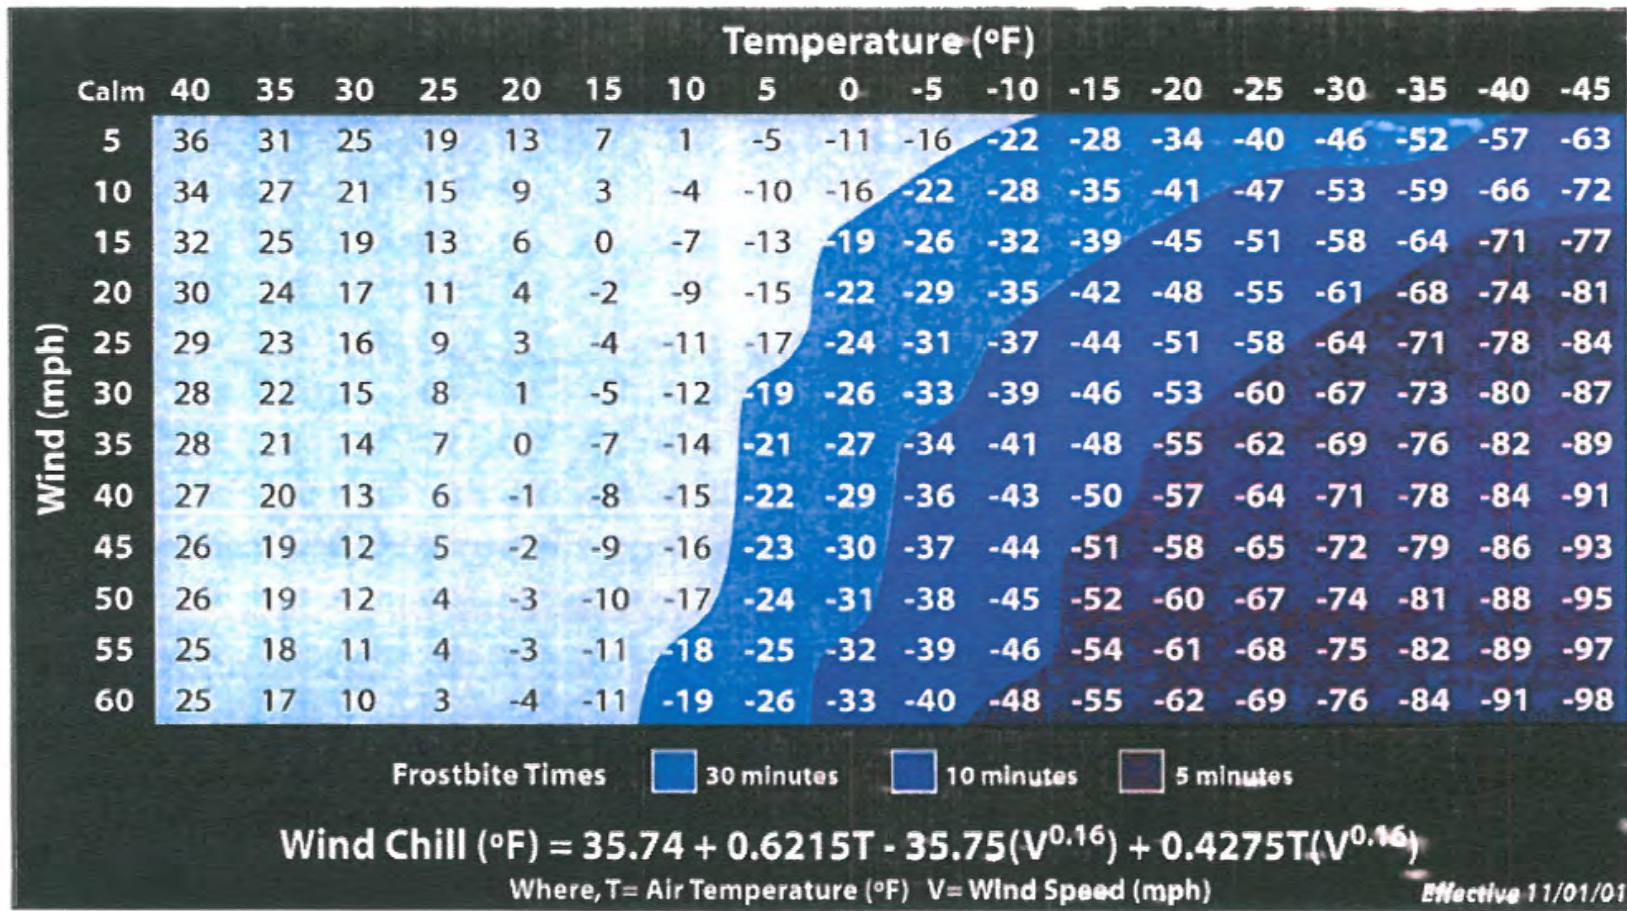 Temperature (°F)
Calm 40 35 30 25 20 15 10 5 0 -5 -10 -15 -20 -25 -30 -35 -40 -45
5 36 31 25 19 13 7 1 -5 -11 -16 -22 -28 -34 -40 -46 -52 -57 -63
10 34 27 21 15 9 3 -4 -10 -16 -22 -28 -35 -41 -47 -53 -59 -66 -72
15 32 25 19 13 6 0 -7 -13 -19 -26 -32 -39 -45 -51 -58 -64 -71 -77
20 30 24 17 11 4 -2 -9 -15 -22 -29 -35 -42 -48 -55 -61 -68 -74 -81
25 29 23 16 9 3 -4 -11 -17 -24 -31 -37 -44 -51 -58 -64 -71 -78 -84
30 28 22 15 8 1 -5 -12 -19 -26 -33 -39 -46 -53 -60 -67 -73 -80 -87
35 28 21 14 7 0 -7 -14 -21 -27 -34 -41 -48 -55 -62 -69 -76 -82 -89
40 27 20 13 6 -1 -8 -15 -22 -29 -36 -43 -50 -57 -64 -71 -78 -84 -91
45 26 19 12 5 -2 -9 -16 -23 -30 -37 -44 -51 -58 -65 -72 -79 -86 -93
50 26 19 12 4 -3 -10 -17 -24 -31 -38 -45 -52 -60 -67 -74 -81 -88 -95
55 25 18 11 4 -3 -11 -18 -25 -32 -39 -46 -54 -61 -68 -75 -82 -89 -97
60 25 17 10 3 -4 -11 -19 -26 -33 -40 -48 -55 -62 -69 -76 -84 -91 -98
Wind (mph)
Frostbite Times 30 minutes 10 minutes 5 minutes
Wind Chill (°F) = 35.74 + 0.6215T - 35.75(V^0.16) + 0.4275T(V^0.16)
Where, T= Air Temperature (°F) V= Wind Speed (mph)
Effective 11/01/01